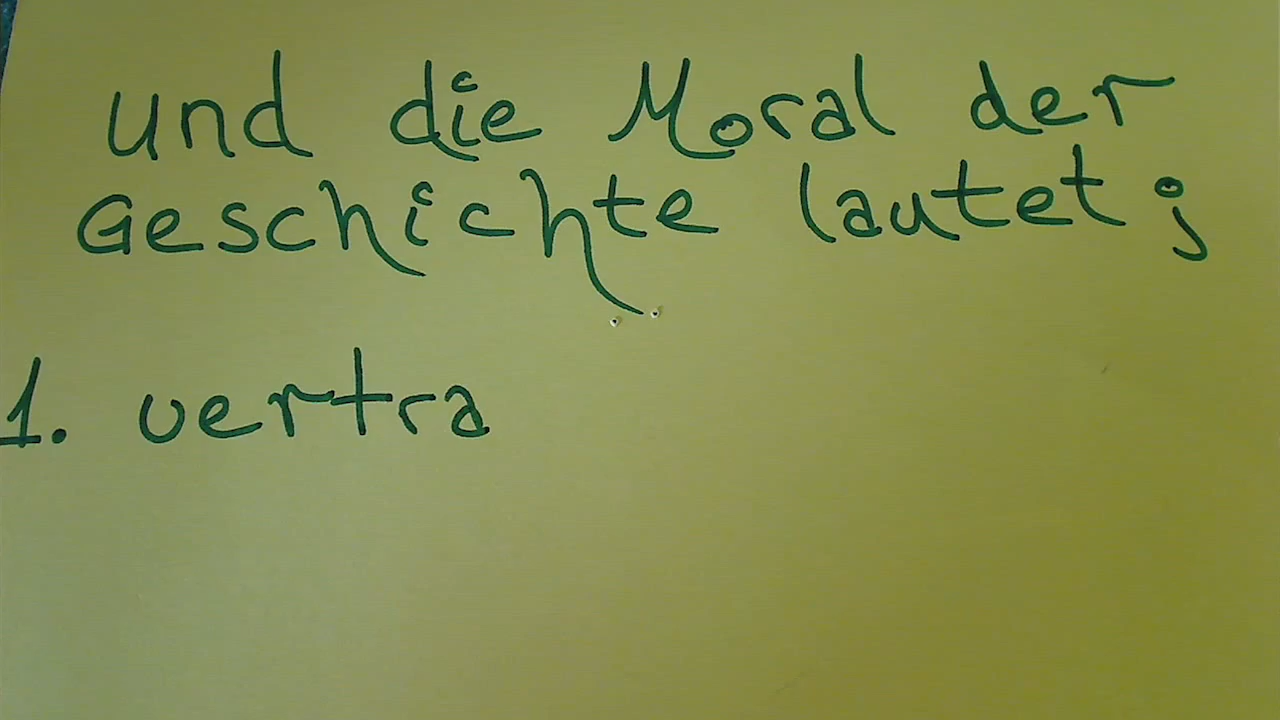 und die Moral der
Geschichte lautet;
1. vertra